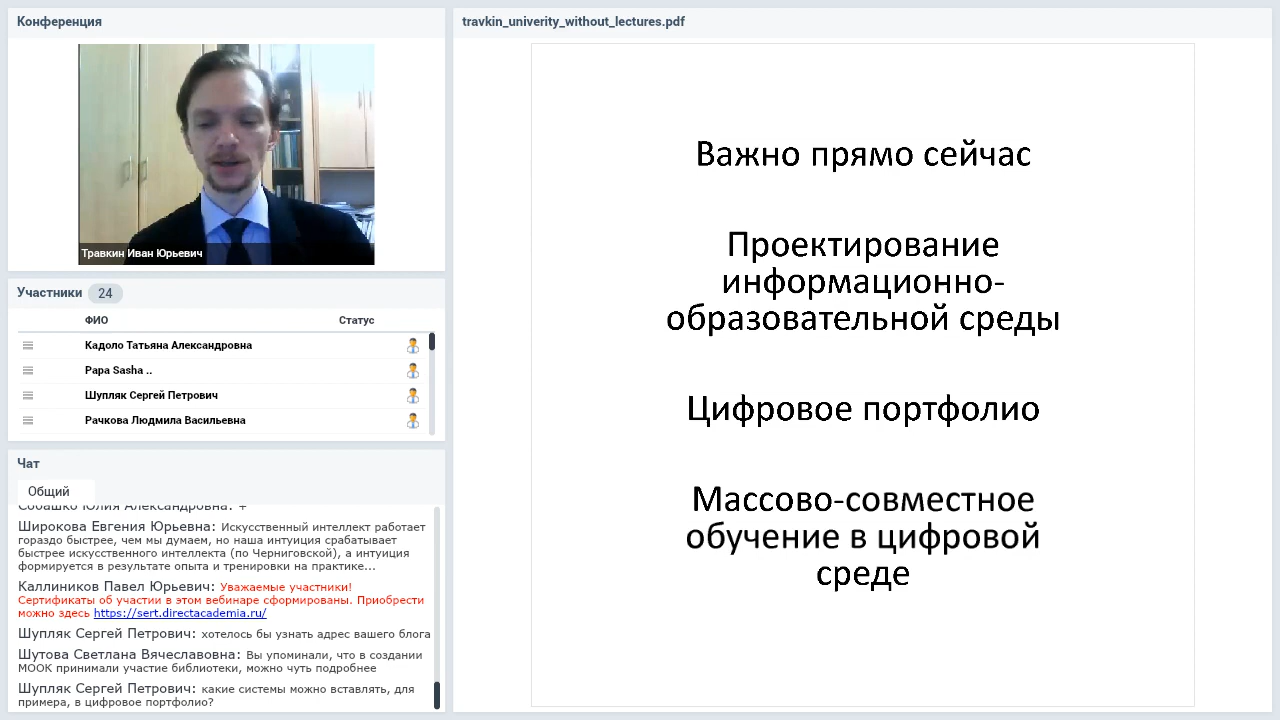 Конференция
Травкин Иван Юрьевич
Участники 24
ФИО Статус
Кадоло Татьяна Александровна
Papa Sasha ..
Шупляк Сергей Петрович
Рачкова Людмила Васильевна
Чат
Общий
Собашко Юлия Александровна: +
Широкова Евгения Юрьевна: Искусственный интеллект работает
гораздо быстрее, чем мы думаем, но наша интуиция срабатывает
быстрее искусственного интеллекта (по Черниговской), а интуиция
формируется в результате опыта и тренировки на практике...
Каллиников Павел Юрьевич: Уважаемые участники!
Сертификаты об участии в этом вебинаре сформированы. Приобрести
можно здесь https://sert.directacademia.ru/
Шупляк Сергей Петрович: хотелось бы узнать адрес вашего блога
Шутова Светлана Вячеславовна: Вы упоминали, что в создании
МООК принимали участие библиотеки, можно чуть подробнее
Шупляк Сергей Петрович: какие системы можно вставлять, для
примера, в цифровое портфолио?
travkin_univerity_without_lectures.pdf
Важно прямо сейчас
Проектирование
информационно-
образовательной среды
Цифровое портфолио
Массово-совместное
обучение в цифровой
среде